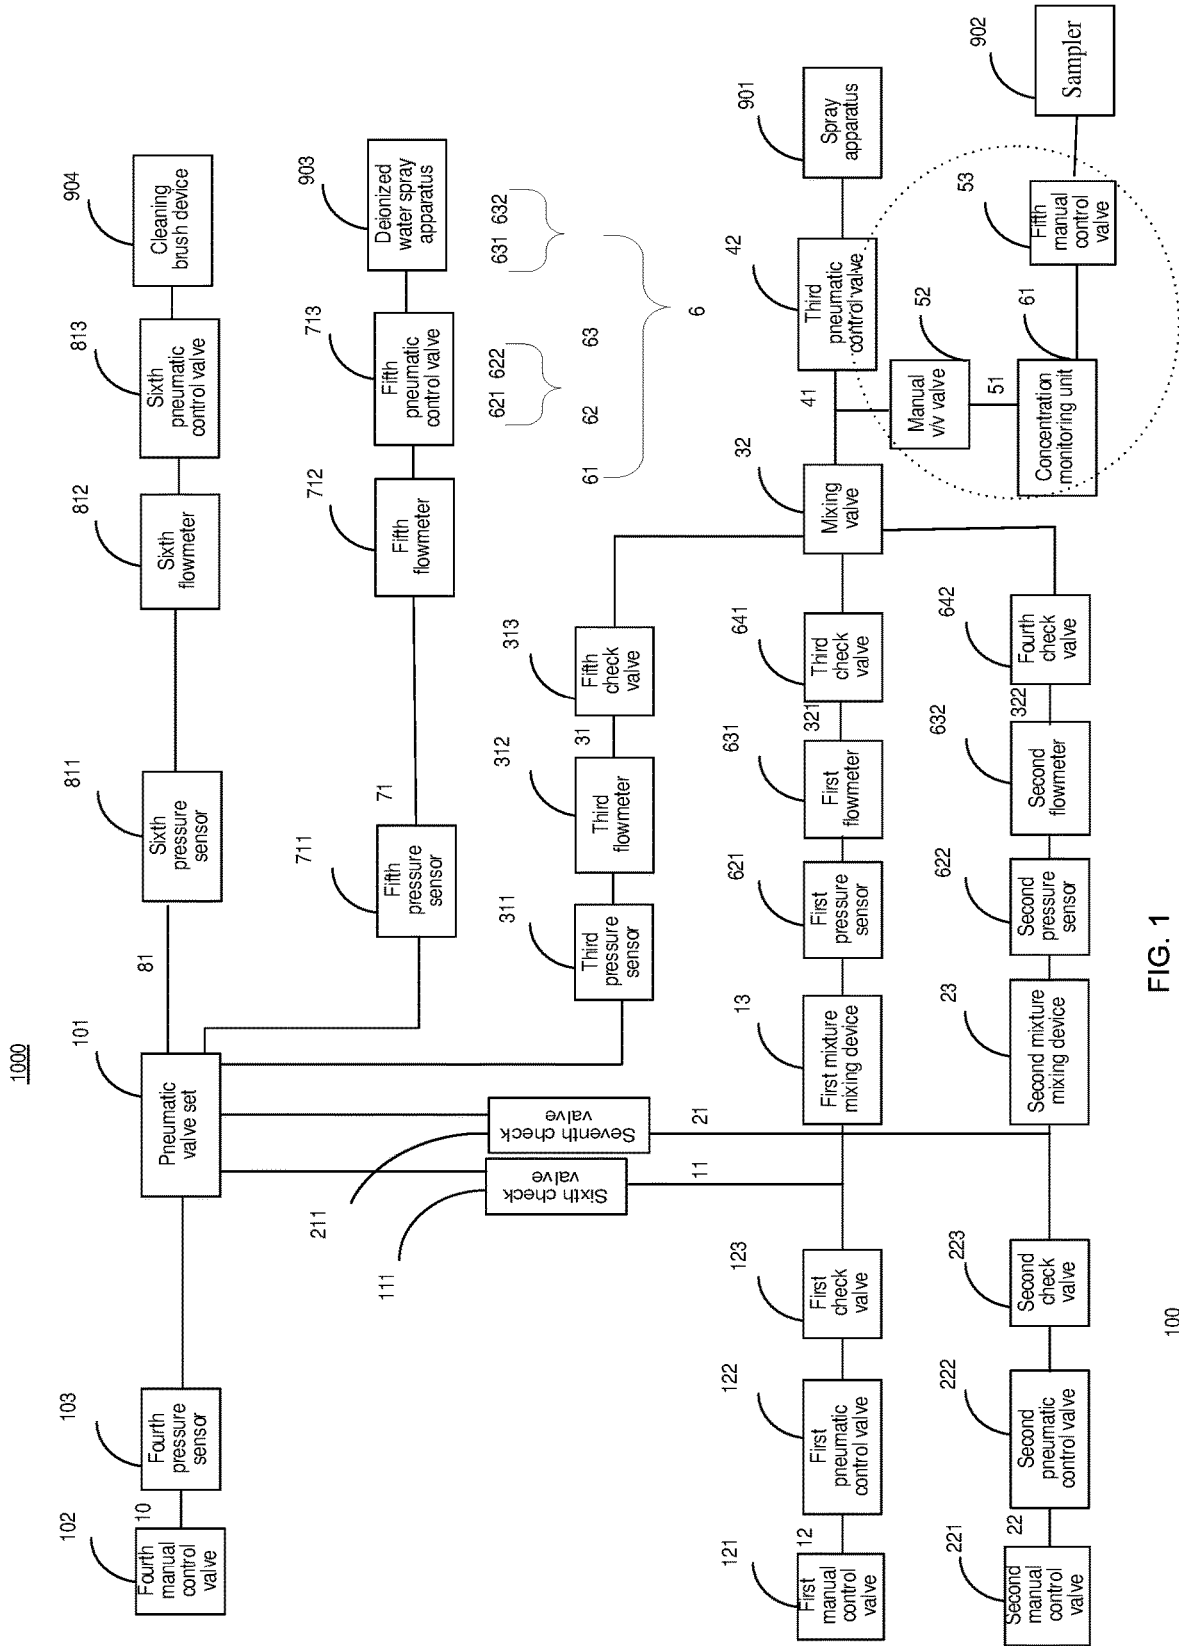 1000
102
Fourth
manual
control
valve
10
103
Fourth
pressure
sensor
101
Pneumatic
valve set
81
811
Sixth
pressure
sensor
812
Sixth
flowmeter
813
Sixth
pneumatic
control valve
904
Cleaning
brush device
711
Fifth
pressure
sensor
71
712
Fifth
flowmeter
713
Fifth
pneumatic
control valve
903
Deionized
water spray
apparatus
621 622
631 632
61
62
63
6
111
Sixth check
valve
11
211
Seventh check
valve
21
311
Third
pressure
sensor
312
Third
flowmeter
31
313
Fifth
check
valve
121
First
manual
control
valve
12
122
First
pneumatic
control valve
123
First
check
valve
13
First mixture
mixing device
621
First
pressure
sensor
631
First
flowmeter
321
641
Third
check
valve
32
Mixing
valve
41
42
Third
pneumatic
control valve
901
Spray
apparatus
52
Manual
v/v valve
51
61
Concentration
monitoring unit
53
Fifth
manual
control
valve
902
Sampler
221
Second
manual
control
valve
22
222
Second
pneumatic
control valve
223
Second
check
valve
23
Second mixture
mixing device
622
Second
pressure
sensor
632
Second
flowmeter
322
642
Fourth
check
valve
100
FIG. 1